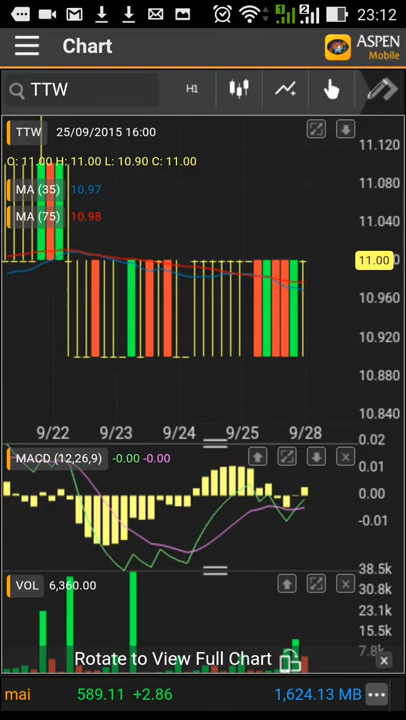 23:12
Chart
ASPEN
Mobile
TTW
H1
TTW 25/09/2015 16:00
O: 11.00 H: 11.00 L: 10.90 C: 11.00
MA (35) 10.97
MA (75) 10.98
11.120
11.080
11.040
11.00
10.960
10.920
10.880
10.840
9/22 9/23 9/24 9/25 9/28
MACD (12,26,9) -0.00 -0.00
0.02
0.01
0.00
-0.01
VOL 6,360.00
38.5k
30.8k
23.1k
15.5k
7.8k
Rotate to View Full Chart
mai 589.11 +2.86 1,624.13 MB